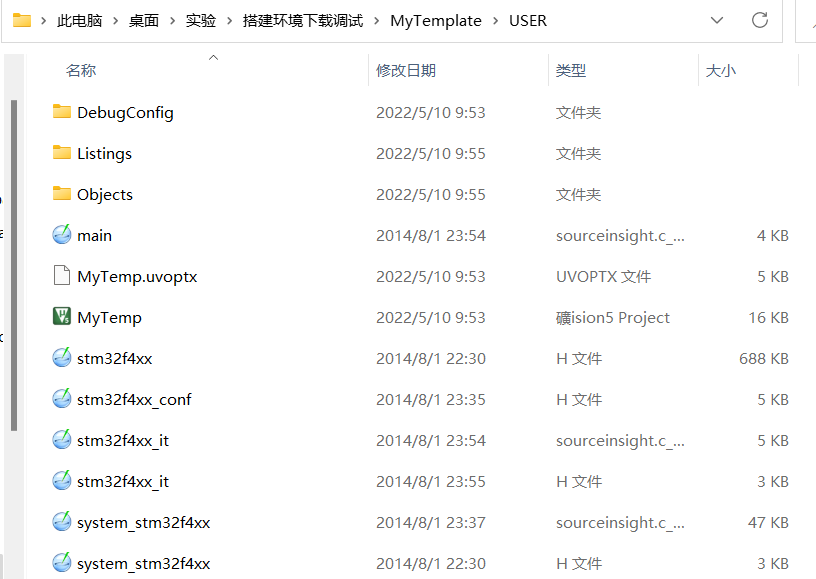 此电脑 > 桌面 > 实验 > 搭建环境下载调试 > MyTemplate > USER
名称 修改日期 类型 大小
DebugConfig 2022/5/10 9:53 文件夹
Listings 2022/5/10 9:55 文件夹
Objects 2022/5/10 9:55 文件夹
main 2014/8/1 23:54 sourceinsight.c_... 4 KB
MyTemp.uvoptx 2022/5/10 9:53 UVOPTX 文件 5 KB
MyTemp 2022/5/10 9:53 礦ision5 Project 16 KB
stm32f4xx 2014/8/1 22:30 H 文件 688 KB
stm32f4xx_conf 2014/8/1 23:35 H 文件 5 KB
stm32f4xx_it 2014/8/1 23:54 sourceinsight.c_... 5 KB
stm32f4xx_it 2014/8/1 23:55 H 文件 3 KB
system_stm32f4xx 2014/8/1 23:37 sourceinsight.c_... 47 KB
system_stm32f4xx 2014/8/1 22:30 H 文件 3 KB